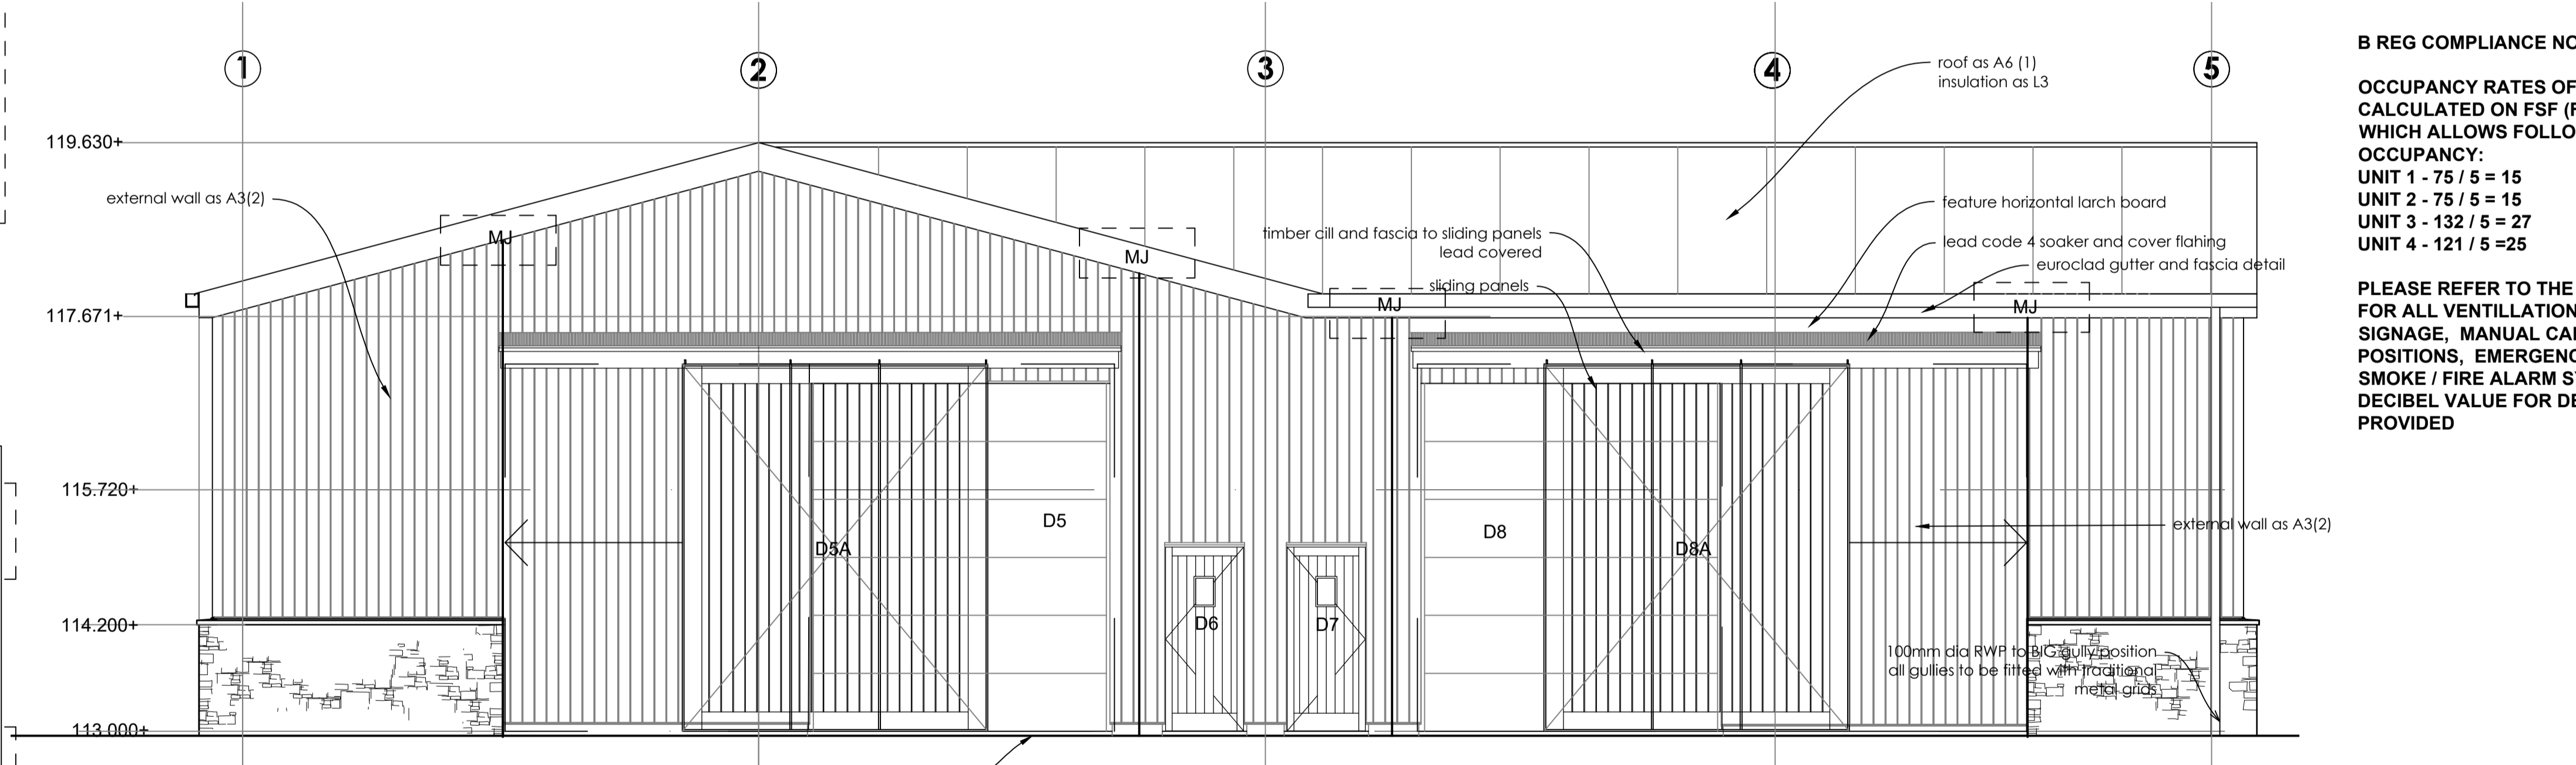 1
2
3
4
5
119.630+
117.671+
115.720+
114.200+
113.000+
external wall as A3(2)
MJ
MJ
MJ
MJ
roof as A6 (1)
insulation as L3
timber cill and fascia to sliding panels
lead covered
sliding panels
feature horizontal larch board
lead code 4 soaker and cover flahing
euroclad gutter and fascia detail
D5A
D5
D6
D7
D8
D8A
external wall as A3(2)
100mm dia RWP to BIG gully position
all gullies to be fitted with traditional
metal grids
B REG COMPLIANCE NO
OCCUPANCY RATES OF
CALCULATED ON FSF (
WHICH ALLOWS FOLLO
OCCUPANCY:
UNIT 1 - 75 / 5 = 15
UNIT 2 - 75 / 5 = 15
UNIT 3 - 132 / 5 = 27
UNIT 4 - 121 / 5 =25
PLEASE REFER TO THE
FOR ALL VENTILLATION
SIGNAGE, MANUAL CAL
POSITIONS, EMERGENC
SMOKE / FIRE ALARM S
DECIBEL VALUE FOR DE
PROVIDED